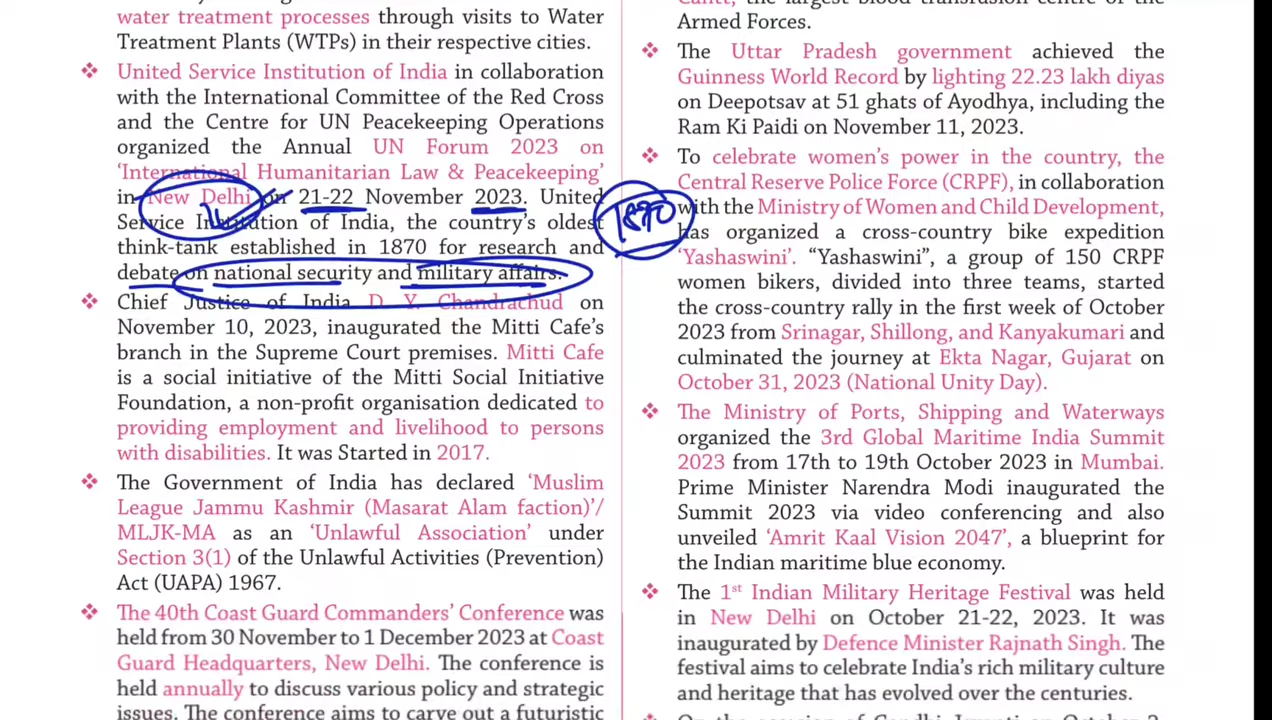 water treatment processes through visits to Water
Treatment Plants (WTPs) in their respective cities.
❖ United Service Institution of India in collaboration
with the International Committee of the Red Cross
and the Centre for UN Peacekeeping Operations
organized the Annual UN Forum 2023 on
‘International Humanitarian Law & Peacekeeping’
in New Delhi on 21-22 November 2023. United
Service Institution of India, the country’s oldest
think-tank established in 1870 for research and
debate on national security and military affairs.
❖ Chief Justice of India D. Y. Chandrachud on
November 10, 2023, inaugurated the Mitti Cafe’s
branch in the Supreme Court premises. Mitti Cafe
is a social initiative of the Mitti Social Initiative
Foundation, a non-profit organisation dedicated to
providing employment and livelihood to persons
with disabilities. It was Started in 2017.
❖ The Government of India has declared ‘Muslim
League Jammu Kashmir (Masarat Alam faction)’/
MLJK-MA as an ‘Unlawful Association’ under
Section 3(1) of the Unlawful Activities (Prevention)
Act (UAPA) 1967.
❖ The 40th Coast Guard Commanders’ Conference was
held from 30 November to 1 December 2023 at Coast
Guard Headquarters, New Delhi. The conference is
held annually to discuss various policy and strategic
issues. The conference aims to carve out a futuristic
1870
Cantt, the largest blood transfusion centre of the
Armed Forces.
❖ The Uttar Pradesh government achieved the
Guinness World Record by lighting 22.23 lakh diyas
on Deepotsav at 51 ghats of Ayodhya, including the
Ram Ki Paidi on November 11, 2023.
❖ To celebrate women’s power in the country, the
Central Reserve Police Force (CRPF), in collaboration
with the Ministry of Women and Child Development,
has organized a cross-country bike expedition
‘Yashaswini’. “Yashaswini”, a group of 150 CRPF
women bikers, divided into three teams, started
the cross-country rally in the first week of October
2023 from Srinagar, Shillong, and Kanyakumari and
culminated the journey at Ekta Nagar, Gujarat on
October 31, 2023 (National Unity Day).
❖ The Ministry of Ports, Shipping and Waterways
organized the 3rd Global Maritime India Summit
2023 from 17th to 19th October 2023 in Mumbai.
Prime Minister Narendra Modi inaugurated the
Summit 2023 via video conferencing and also
unveiled ‘Amrit Kaal Vision 2047’, a blueprint for
the Indian maritime blue economy.
❖ The 1st Indian Military Heritage Festival was held
in New Delhi on October 21-22, 2023. It was
inaugurated by Defence Minister Rajnath Singh. The
festival aims to celebrate India’s rich military culture
and heritage that has evolved over the centuries.
❖ On the occasion of Gandhi Jayanti on October 2,